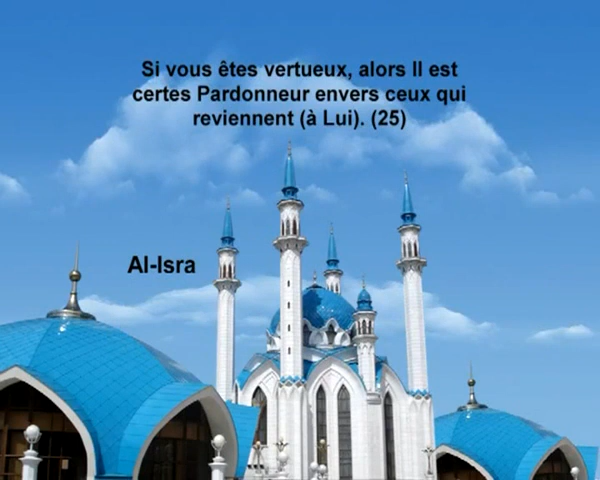 Si vous êtes vertueux, alors Il est
certes Pardonneur envers ceux qui
reviennent (à Lui). (25)
Al-Isra